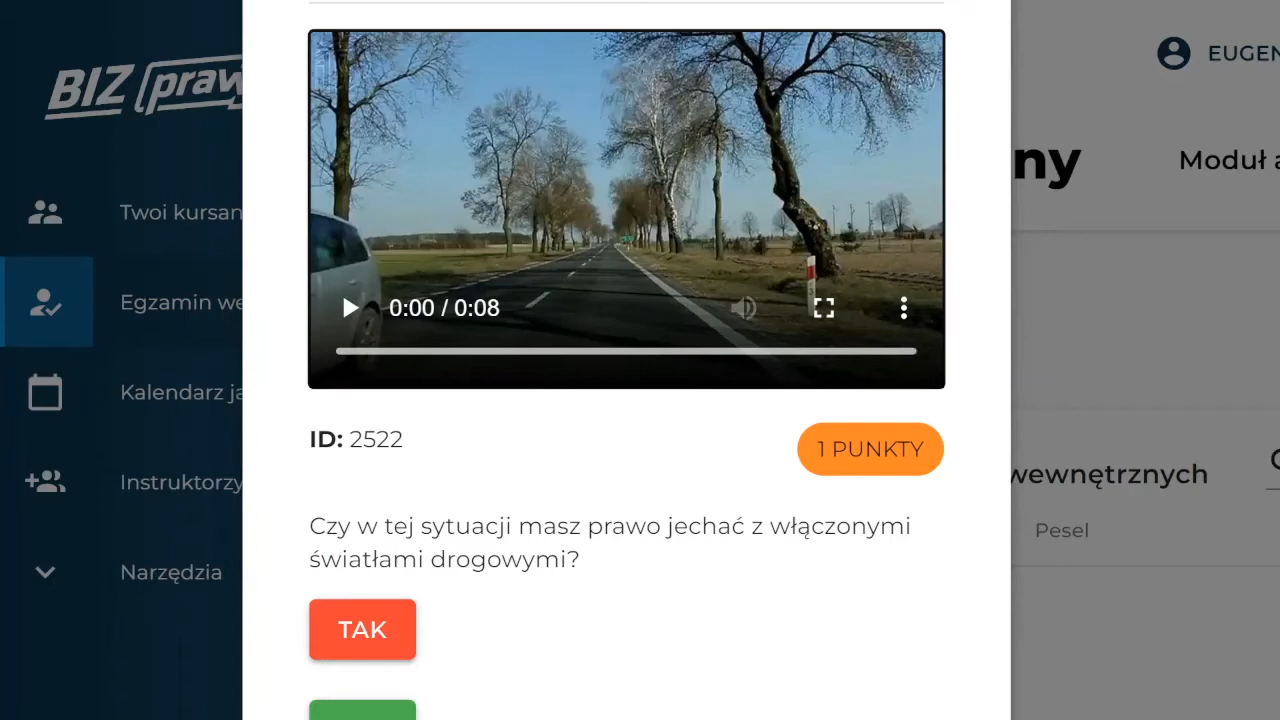 BIZ praw
EUGEN
ny
Moduł a
Twoi kursan
Egzamin we
Kalendarz ja
Instruktorzy
Narzędzia
0:00 / 0:08
ID: 2522
1 PUNKTY
Czy w tej sytuacji masz prawo jechać z włączonymi
światłami drogowymi?
TAK
wewnętrznych
Pesel